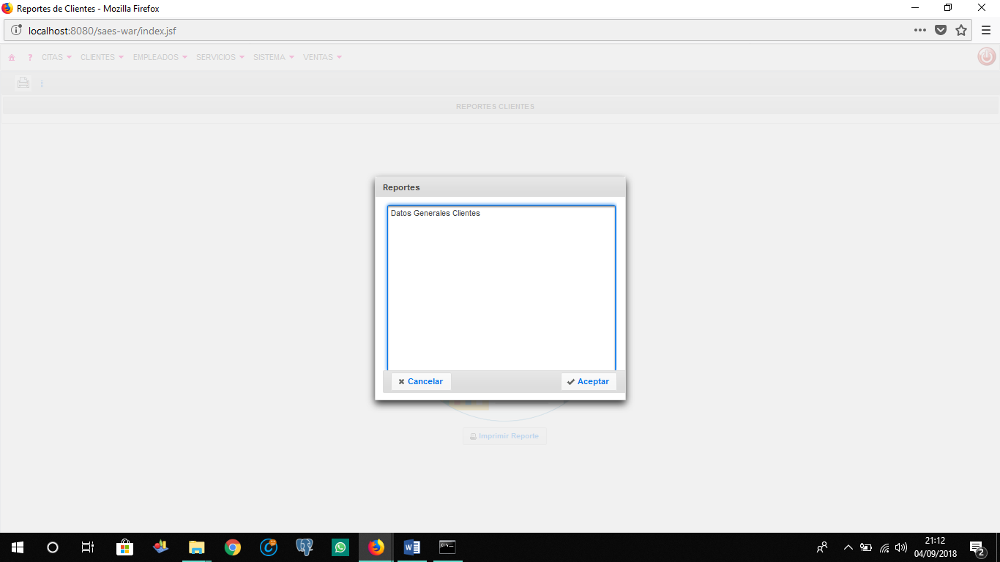 Reportes de Clientes - Mozilla Firefox
localhost:8080/saes-war/index.jsf
? CITAS CLIENTES EMPLEADOS SERVICIOS SISTEMA VENTAS
REPORTES CLIENTES
Reportes
Datos Generales Clientes
Cancelar Aceptar
Imprimir Reporte
21:12
04/09/2018
2